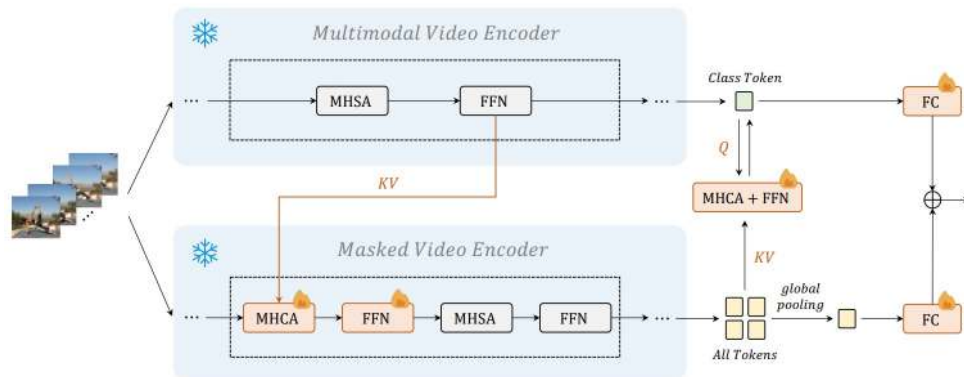 Multimodal Video Encoder
... MHSA FFN ...
Class Token
FC
Q
KV
MHCA + FFN
Masked Video Encoder
KV
global
pooling
... MHCA FFN MHSA FFN ...
FC
All Tokens